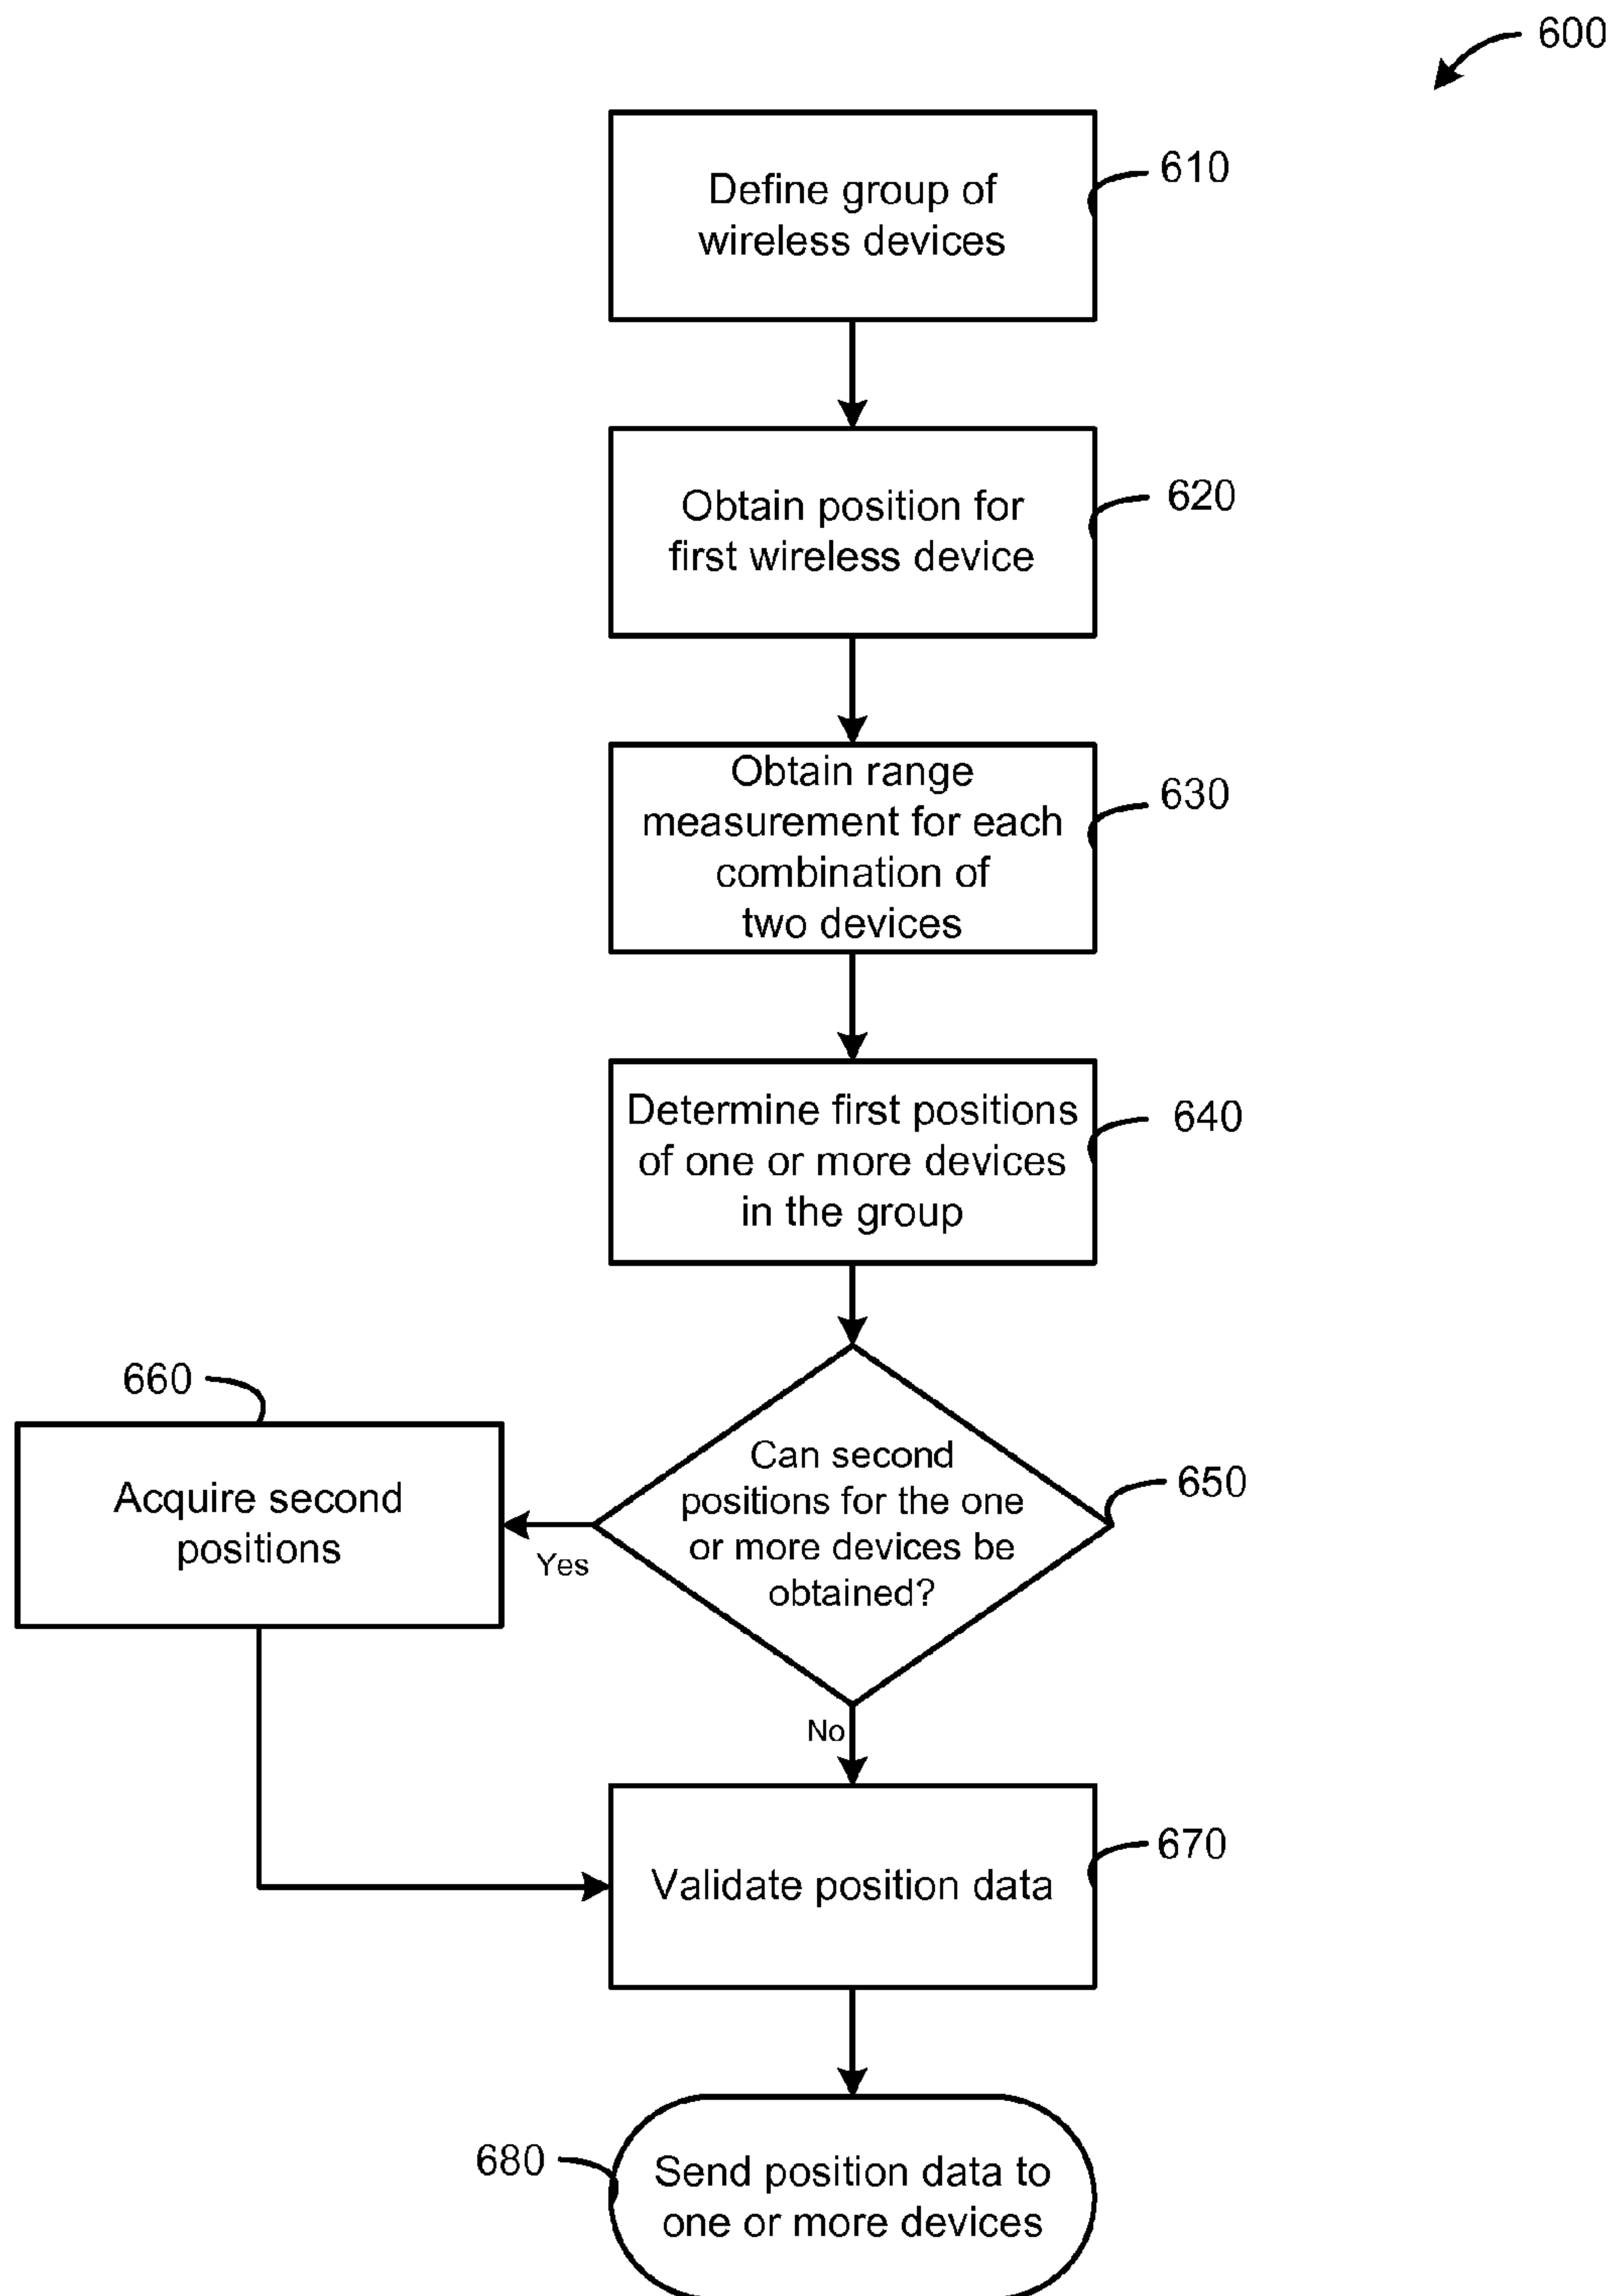 600
Define group of
wireless devices
610
Obtain position for
first wireless device
620
Obtain range
measurement for each
combination of
two devices
630
Determine first positions
of one or more devices
in the group
640
660
Acquire second
positions
Yes
Can second
positions for the one
or more devices be
obtained?
650
No
Validate position data
670
680
Send position data to
one or more devices